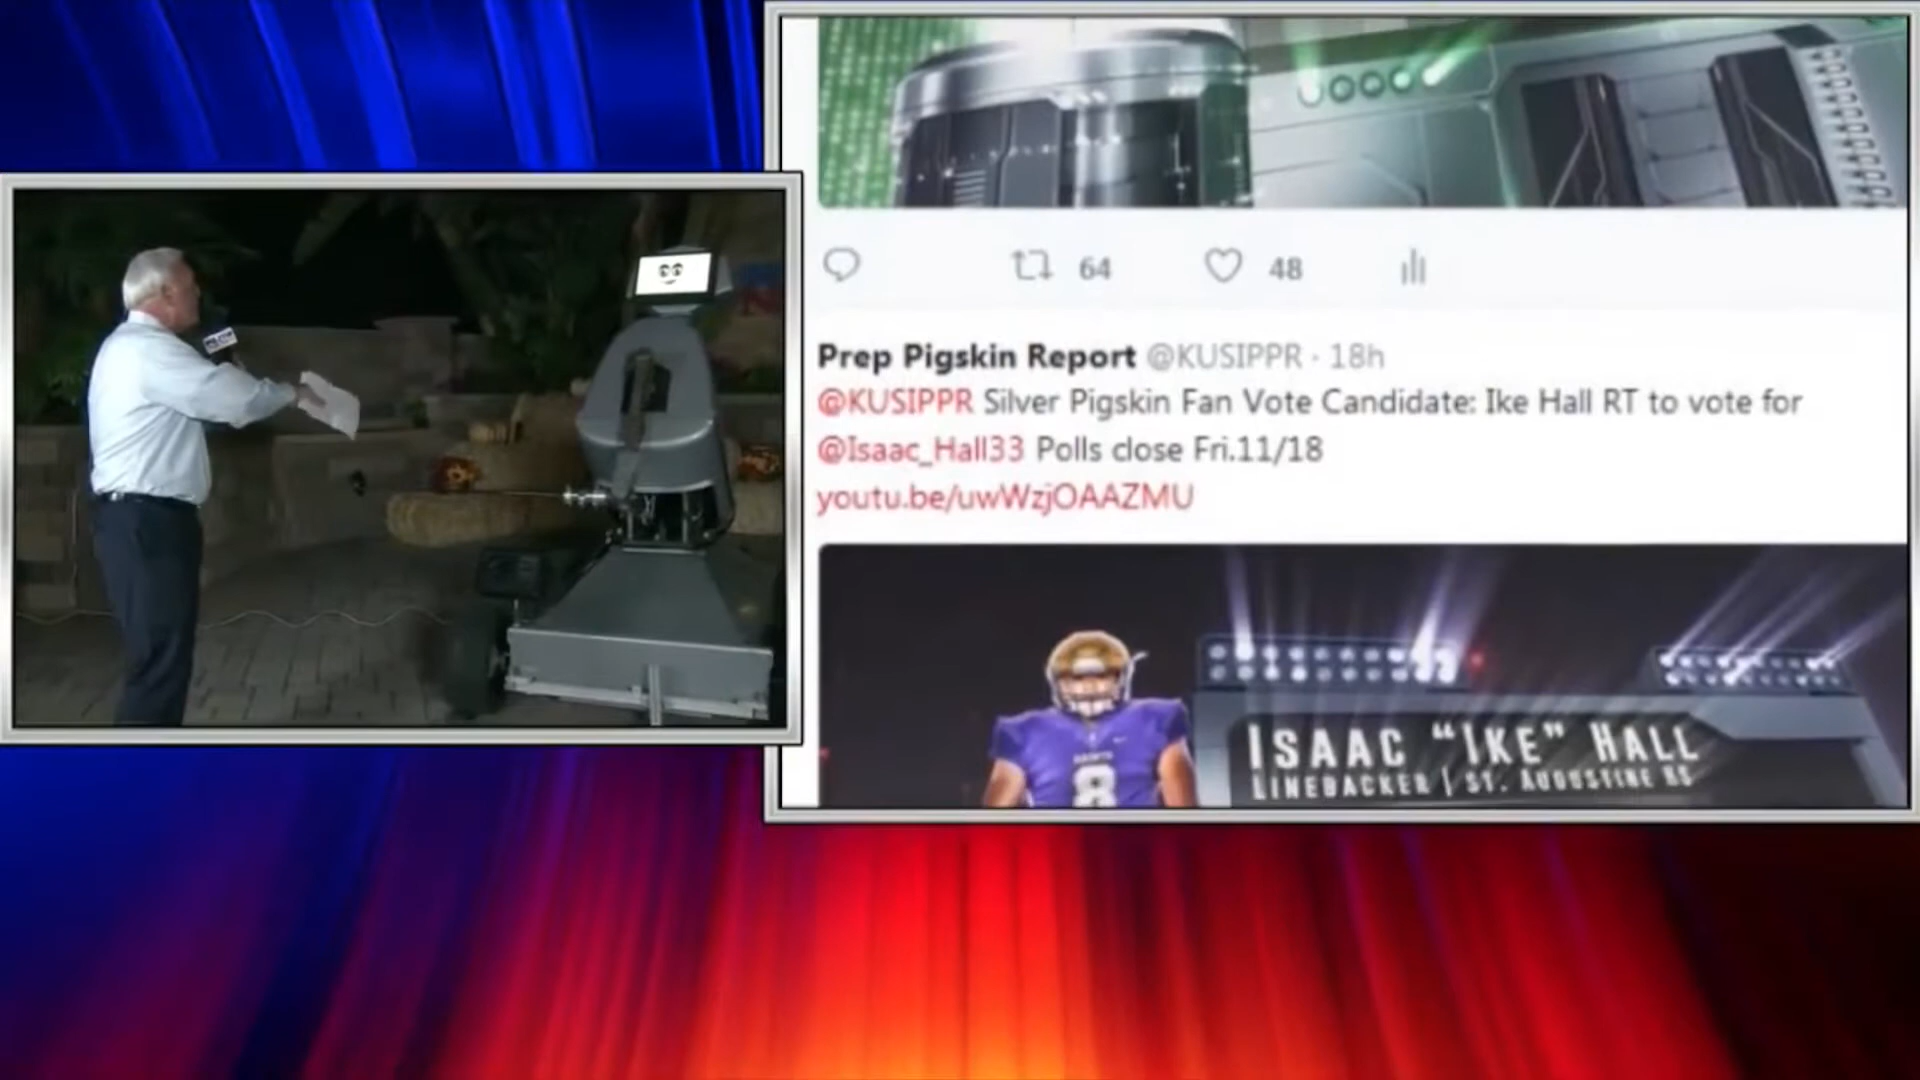 64
48
Prep Pigskin Report @KUSIPPR · 18h
@KUSIPPR Silver Pigskin Fan Vote Candidate: Ike Hall RT to vote for
@Isaac_Hall33 Polls close Fri.11/18
youtu.be/uwWzjOAAZMU
ISAAC "IKE" HALL
LINEBACKER | ST. AUGUSTINE HS
8